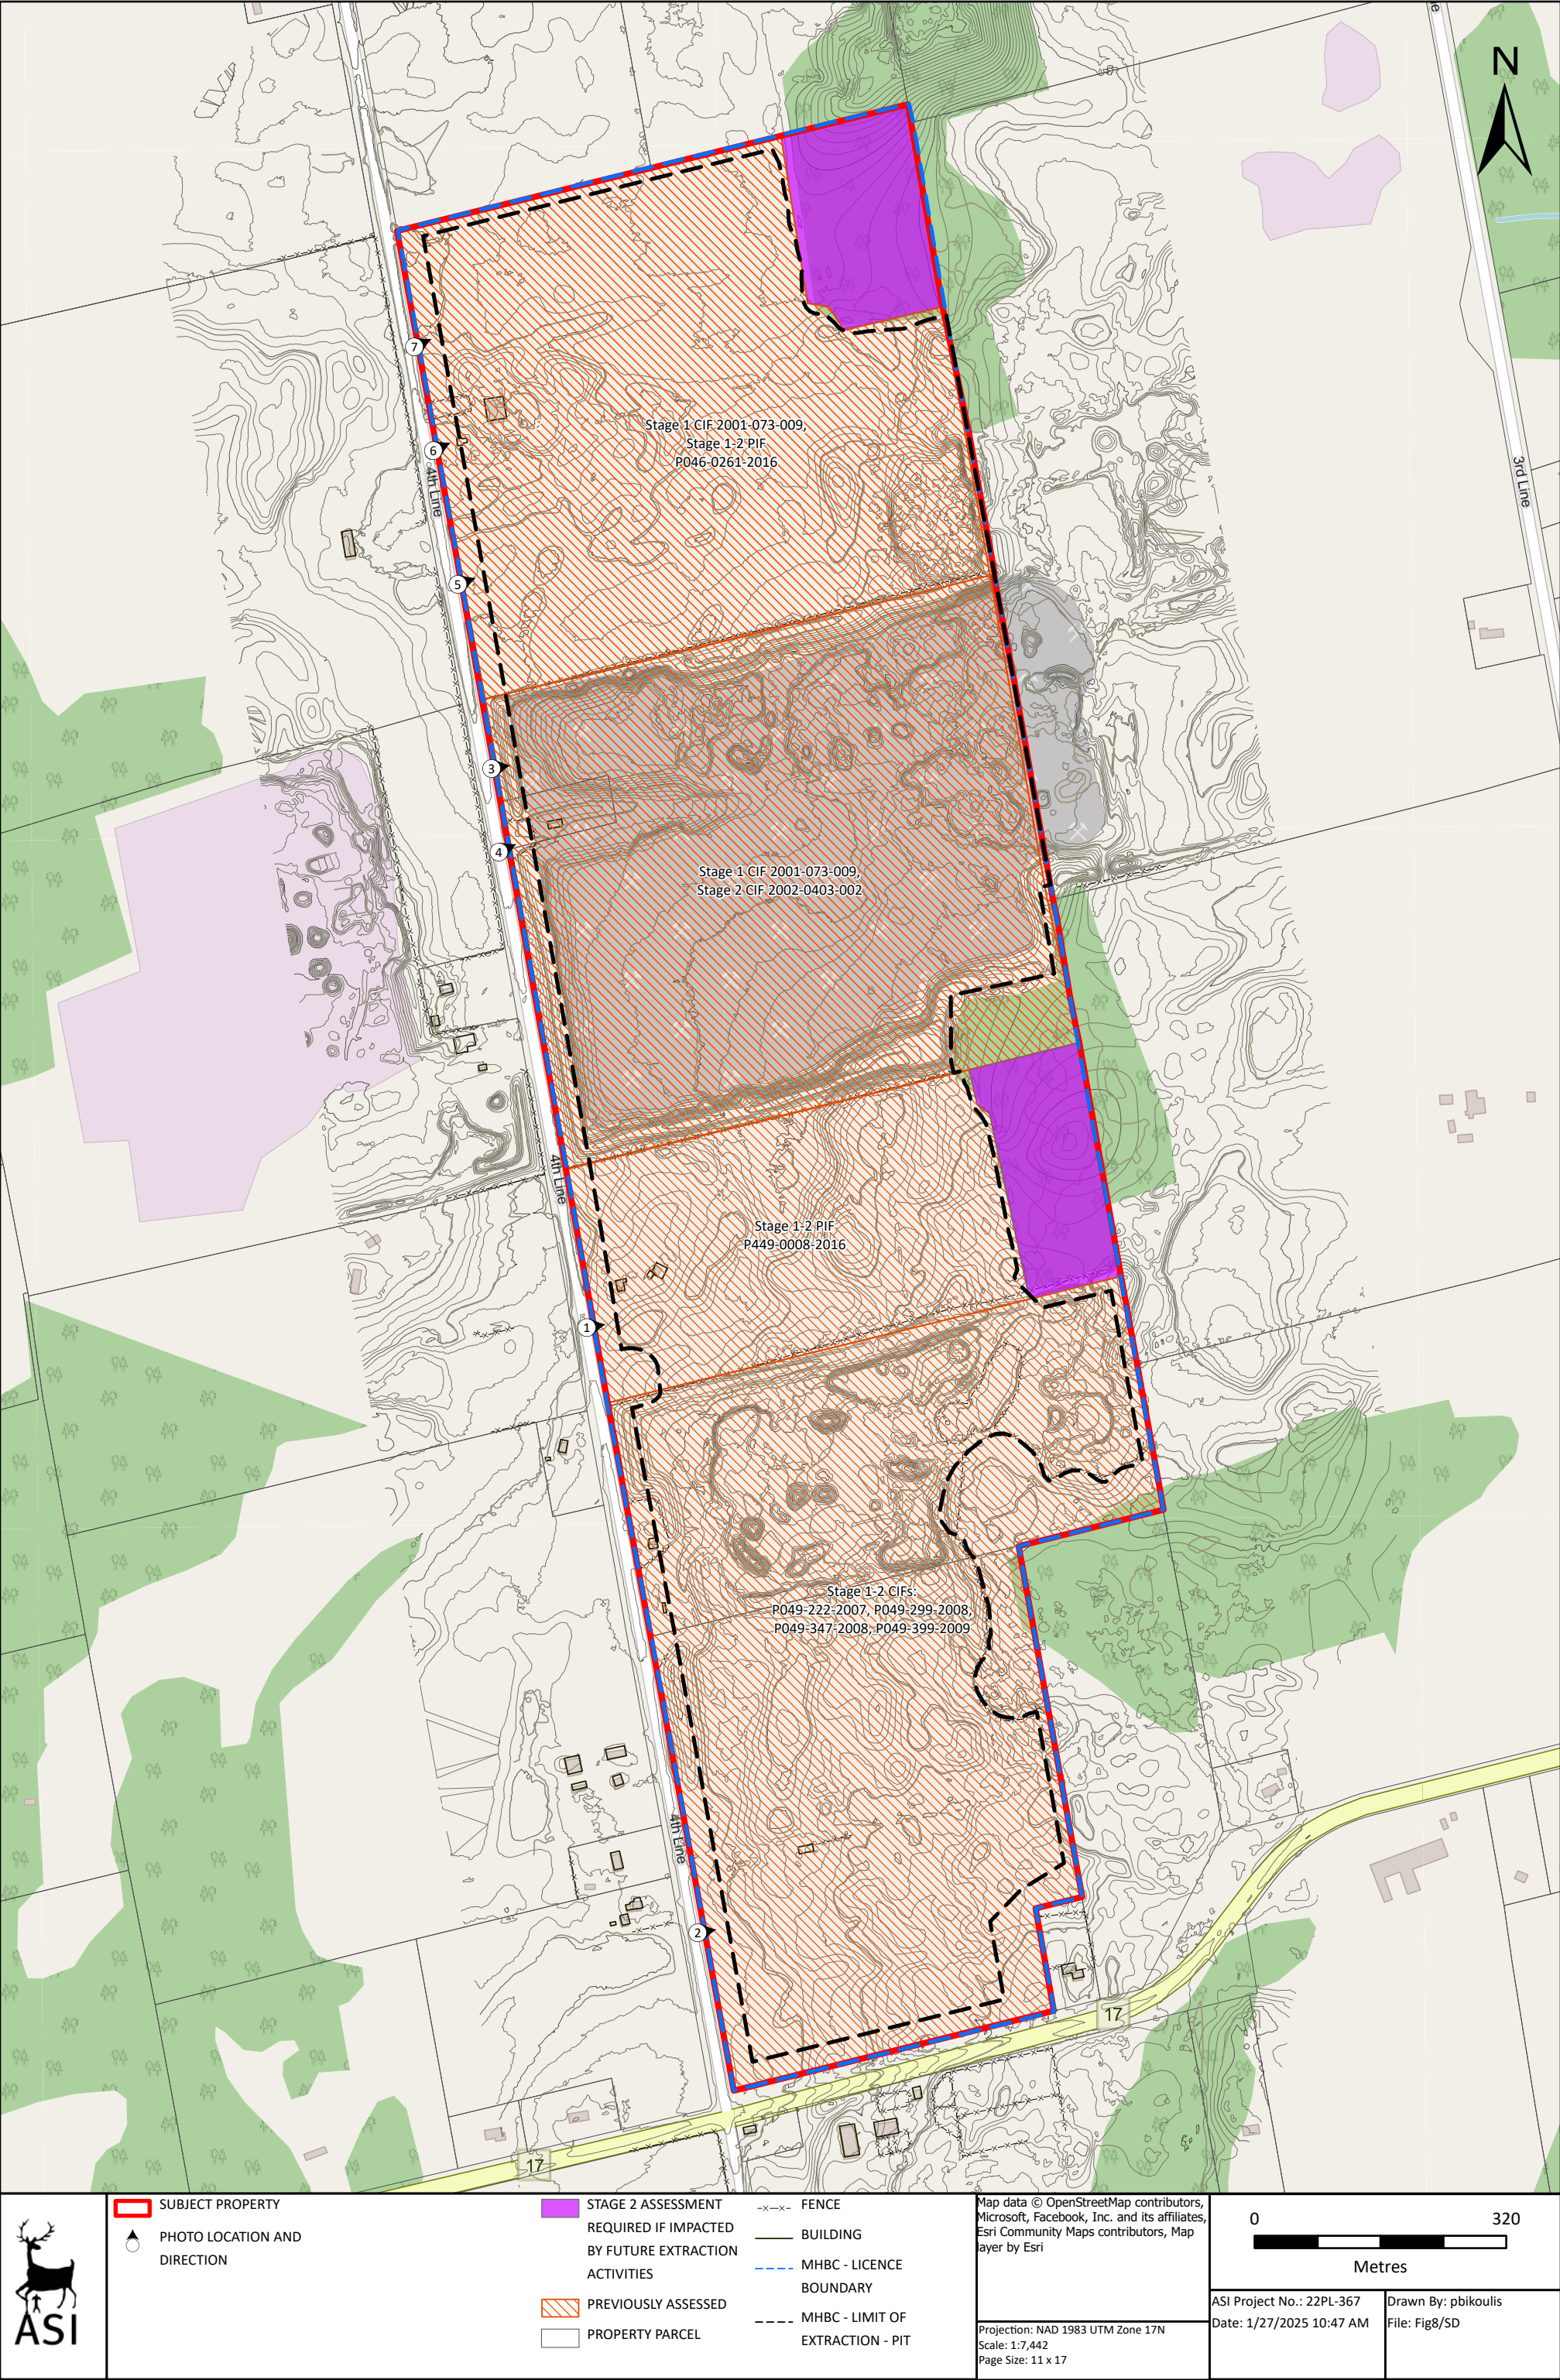 N
3rd Line
7
Stage 1 CIF 2001-073-009,
Stage 1-2 PIF
P046-0261-2016
6
4th Line
5
3
4
Stage 1 CIF 2001-073-009,
Stage 2 CIF 2002-0403-002
4th Line
Stage 1-2 PIF
P449-0008-2016
1
Stage 1-2 CIFs:
P049-222-2007, P049-299-2008,
P049-347-2008, P049-399-2009
4th Line
2
17
17
ASI
SUBJECT PROPERTY
PHOTO LOCATION AND
DIRECTION
STAGE 2 ASSESSMENT
REQUIRED IF IMPACTED
BY FUTURE EXTRACTION
ACTIVITIES
PREVIOUSLY ASSESSED
PROPERTY PARCEL
FENCE
BUILDING
MHBC - LICENCE
BOUNDARY
MHBC - LIMIT OF
EXTRACTION - PIT
Map data © OpenStreetMap contributors,
Microsoft, Facebook, Inc. and its affiliates,
Esri Community Maps contributors, Map
layer by Esri
Projection: NAD 1983 UTM Zone 17N
Scale: 1:7,442
Page Size: 11 x 17
0 320
Metres
ASI Project No.: 22PL-367
Date: 1/27/2025 10:47 AM
Drawn By: pbikoulis
File: Fig8/SD